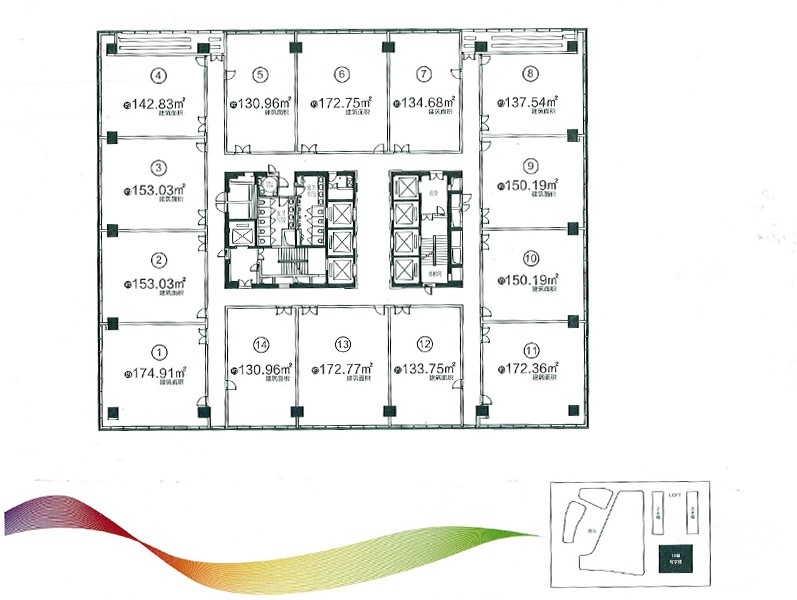 ④
⑤
⑥
⑦
⑧
约142.83㎡
建筑面积
约130.96㎡
建筑面积
约172.75㎡
建筑面积
约134.68㎡
建筑面积
约137.54㎡
建筑面积
③
约153.03㎡
建筑面积
⑨
约150.19㎡
建筑面积
②
约153.03㎡
建筑面积
⑩
约150.19㎡
建筑面积
①
约174.91㎡
建筑面积
⑭
约130.96㎡
建筑面积
⑬
约172.77㎡
建筑面积
⑫
约133.75㎡
建筑面积
⑪
约172.36㎡
建筑面积
LOFT
写字楼